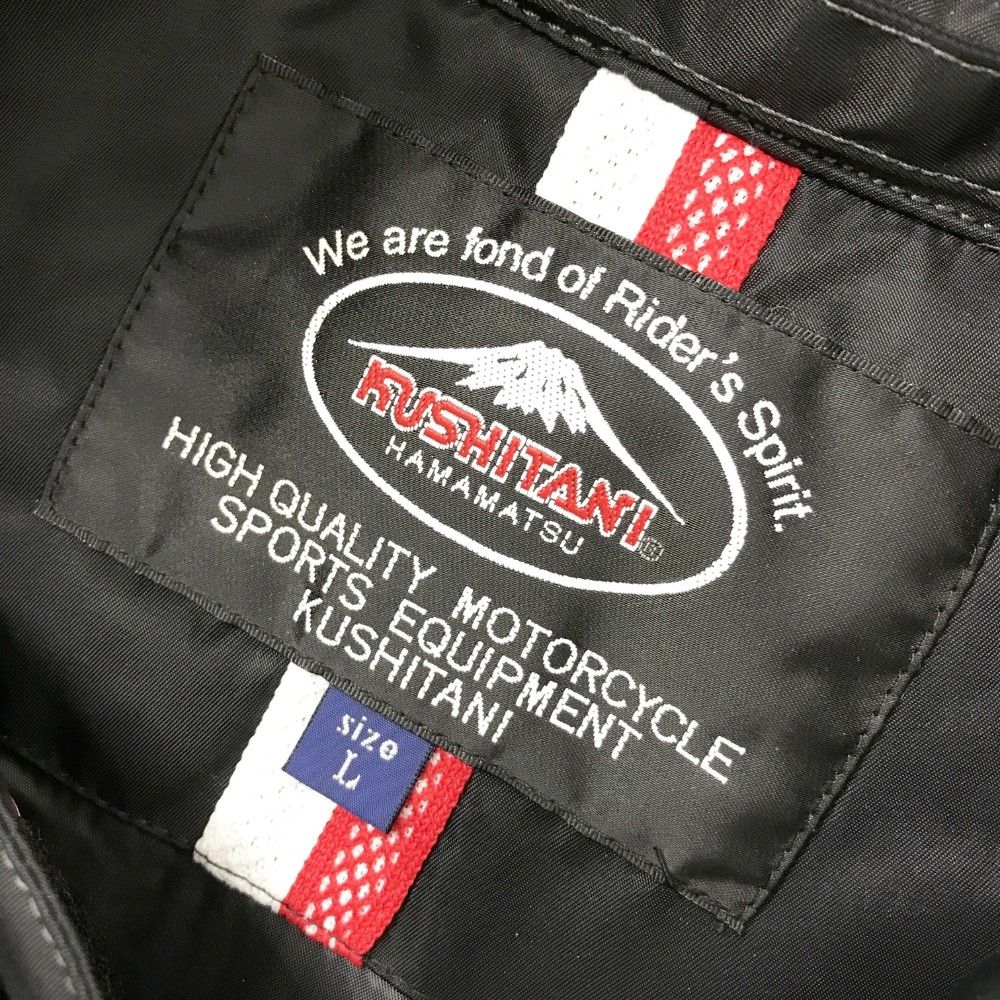 We are fond of Rider's Spirit.
KUSHITANI®
HAMAMATSU
HIGH QUALITY MOTORCYCLE
SPORTS EQUIPMENT
KUSHITANI
size
L